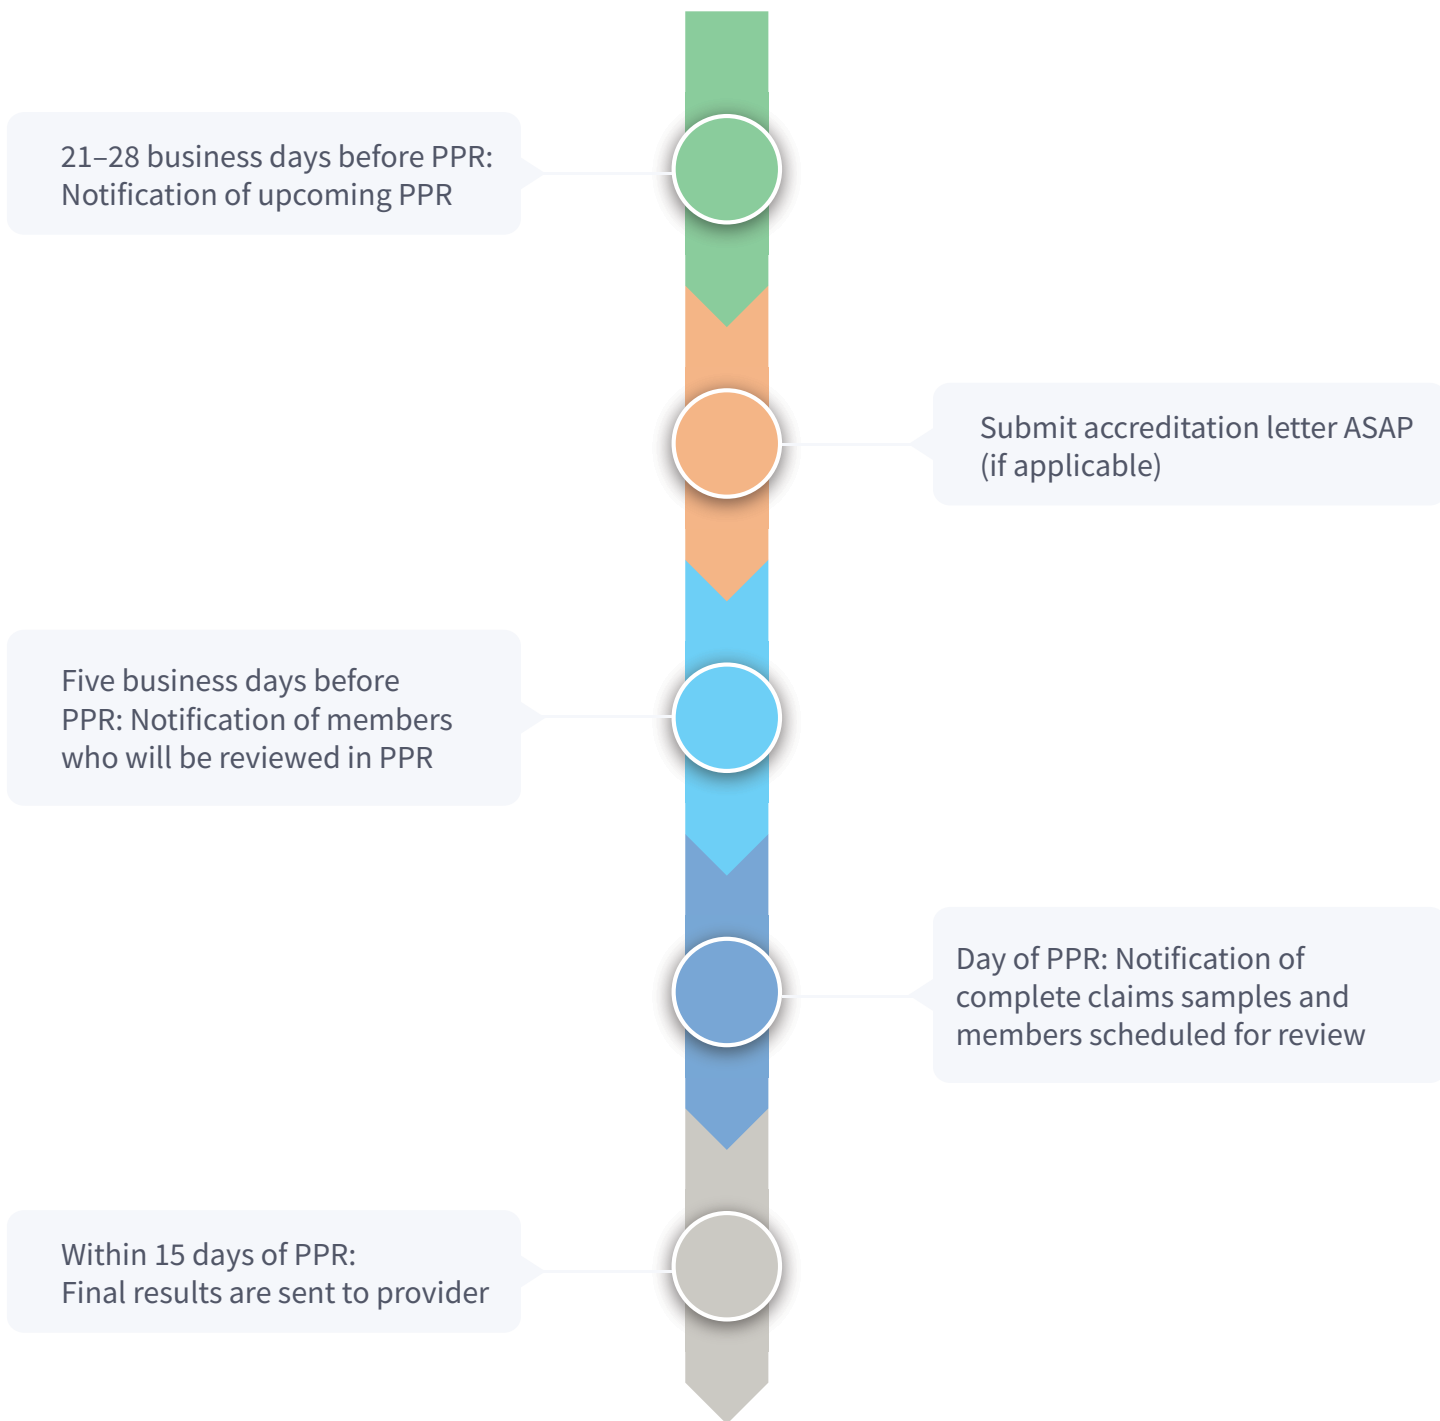 21–28 business days before PPR:
Notification of upcoming PPR
Submit accreditation letter ASAP
(if applicable)
Five business days before
PPR: Notification of members
who will be reviewed in PPR
Day of PPR: Notification of
complete claims samples and
members scheduled for review
Within 15 days of PPR:
Final results are sent to provider